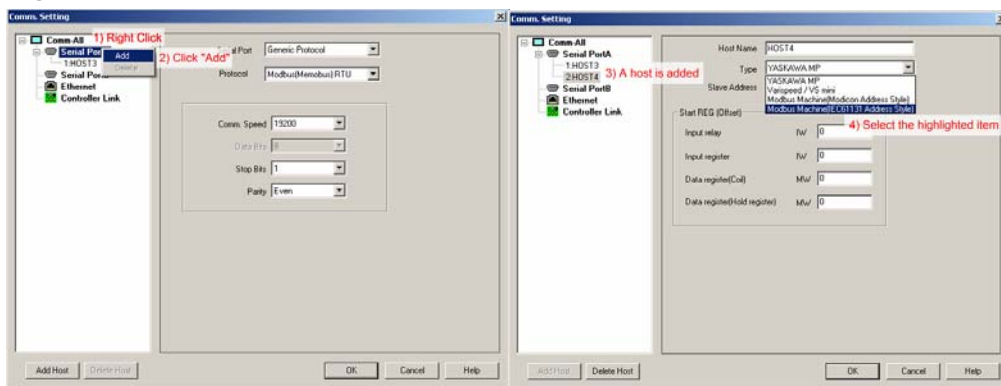 Comm. Setting
Comm-All
1) Right Click
Serial Por
Add
2) Click "Add"
Delete
1:HOST3
Serial PortB
Ethernet
Controller Link
al Port
Generic Protocol
Protocol
Modbus(Memobus) RTU
Comm. Speed
19200
Data Bits
8
Stop Bits
1
Parity
Even
Add Host
Delete Host
OK
Cancel
Help
Comm. Setting
Comm-All
Serial PortA
1:HOST3
2:HOST4
3) A host is added
Serial PortB
Ethernet
Controller Link
Host Name
HOST4
Type
YASKAWA MP
Slave Address
YASKAWA MP
Varispeed / VS mini
Modbus Machine(Modicon Address Style)
Modbus Machine(IEC61131 Address Style)
4) Select the highlighted item
Start REG (Offset)
Input relay
IW
0
Input register
IW
0
Data register(Coil)
MW
0
Data register(Hold register)
MW
0
Add Host
Delete Host
OK
Cancel
Help